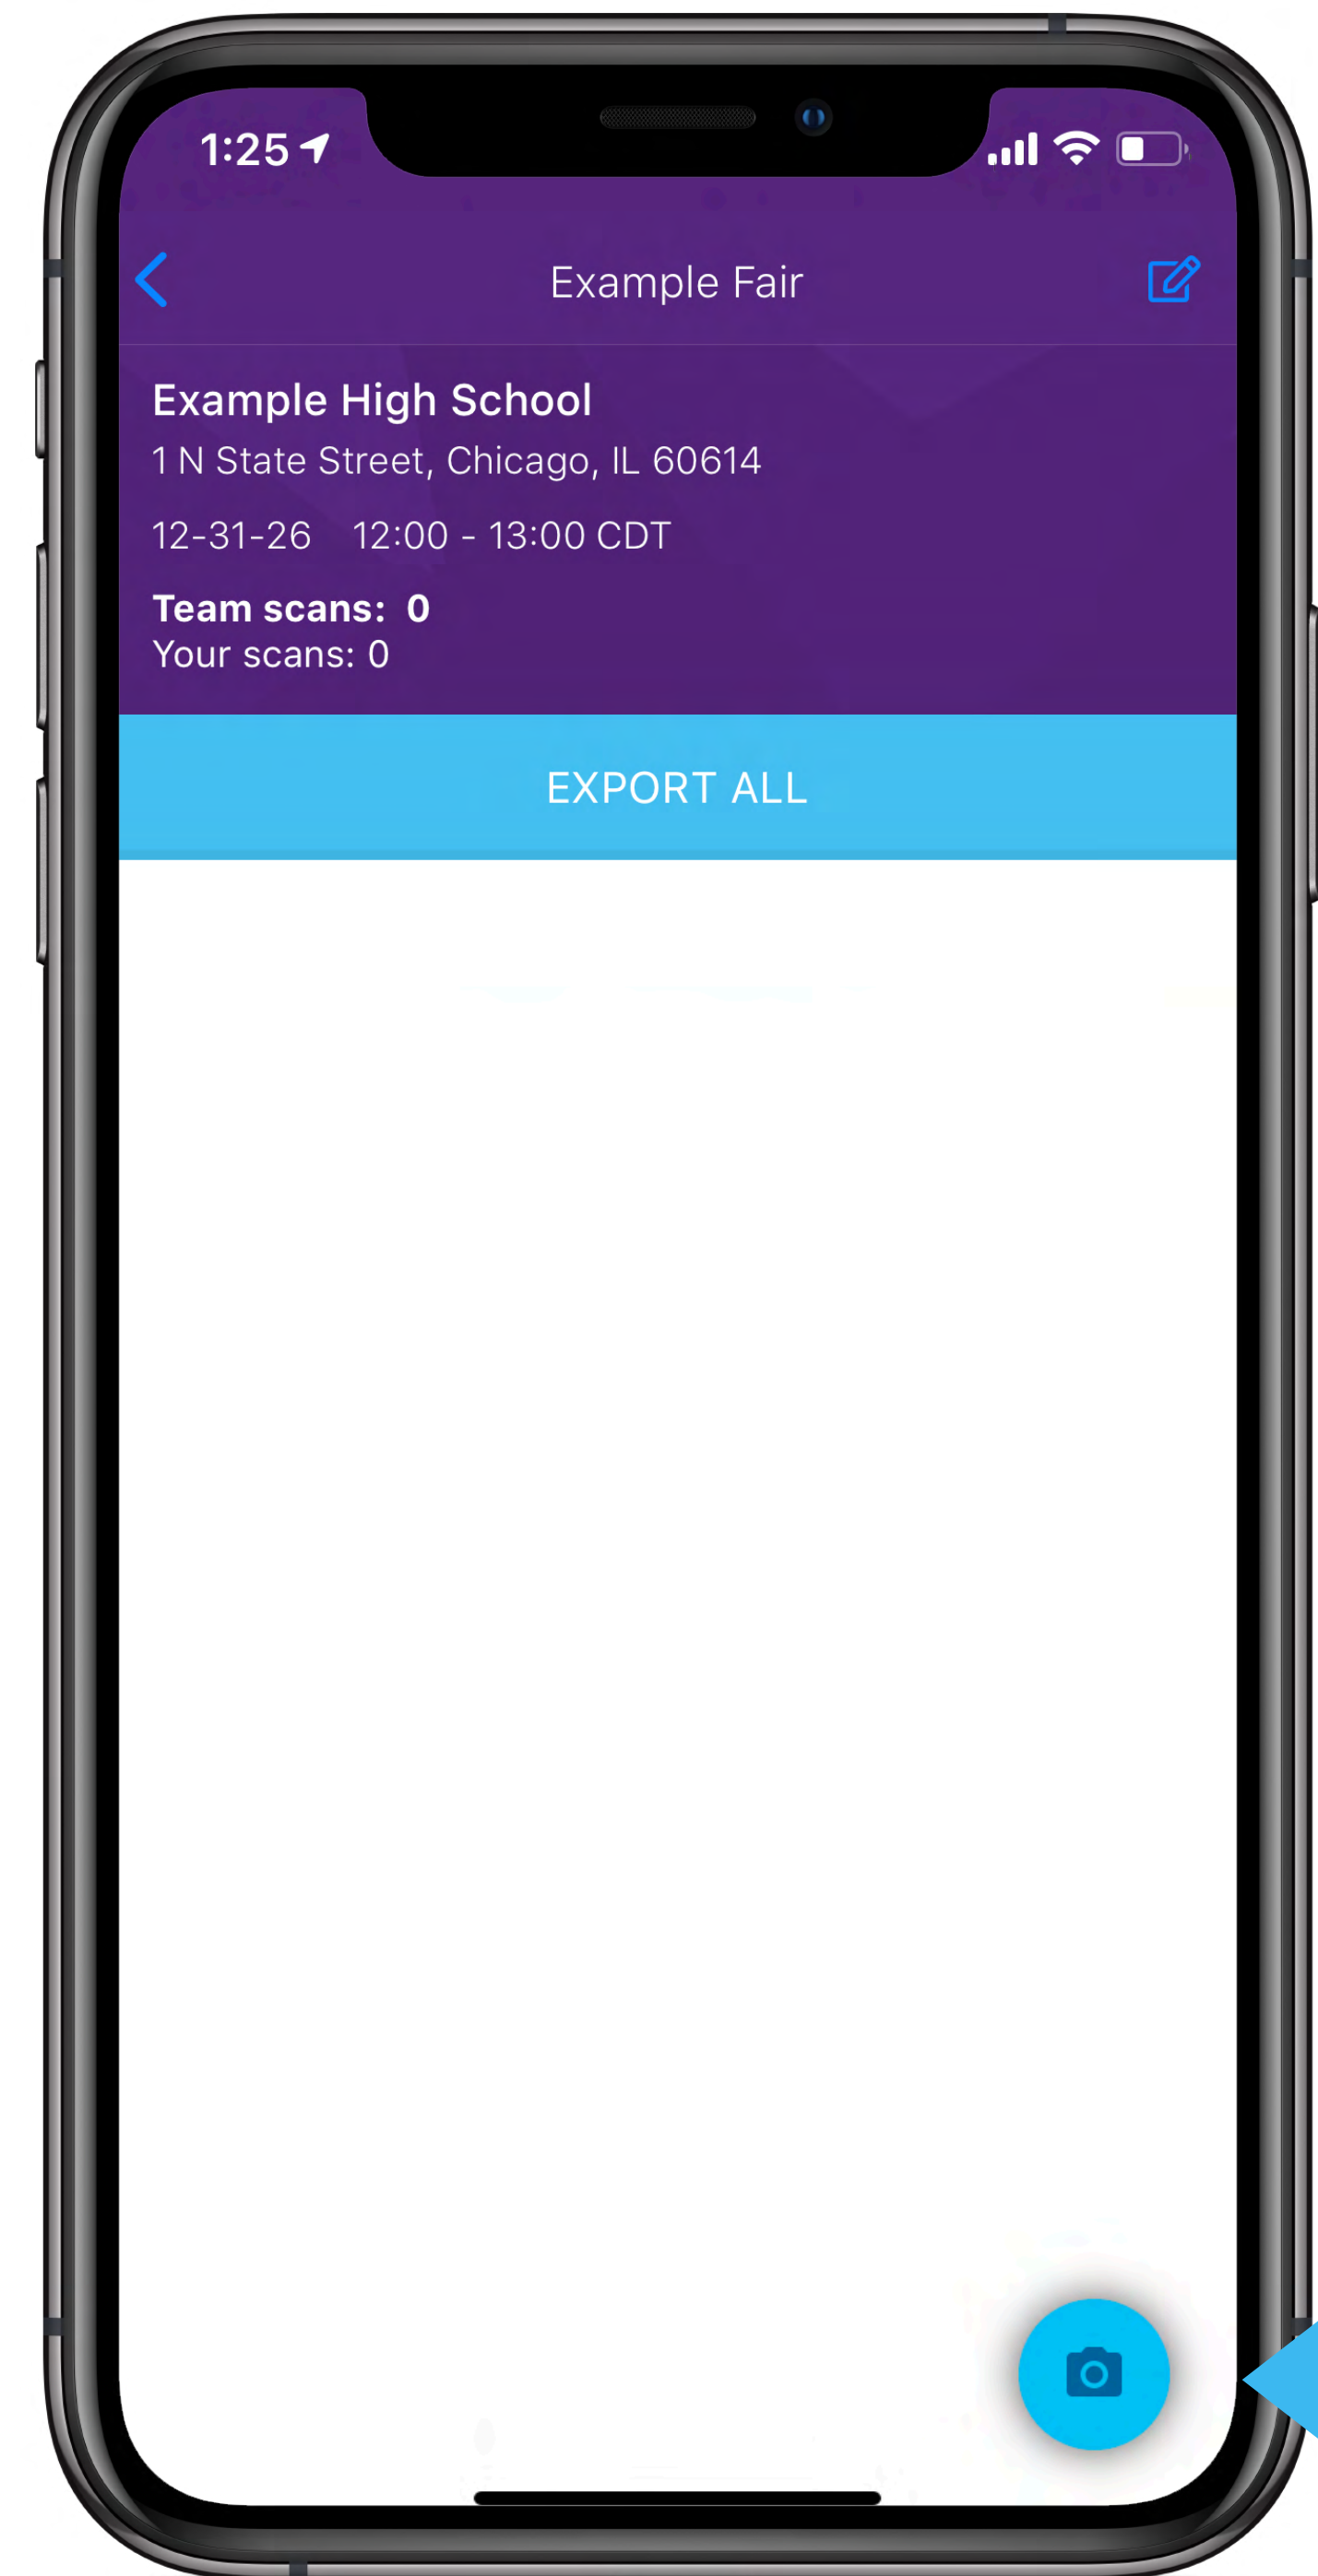 1:25
Example Fair
Example High School
1 N State Street, Chicago, IL 60614
12-31-26 12:00 - 13:00 CDT
Team scans: 0
Your scans: 0
EXPORT ALL